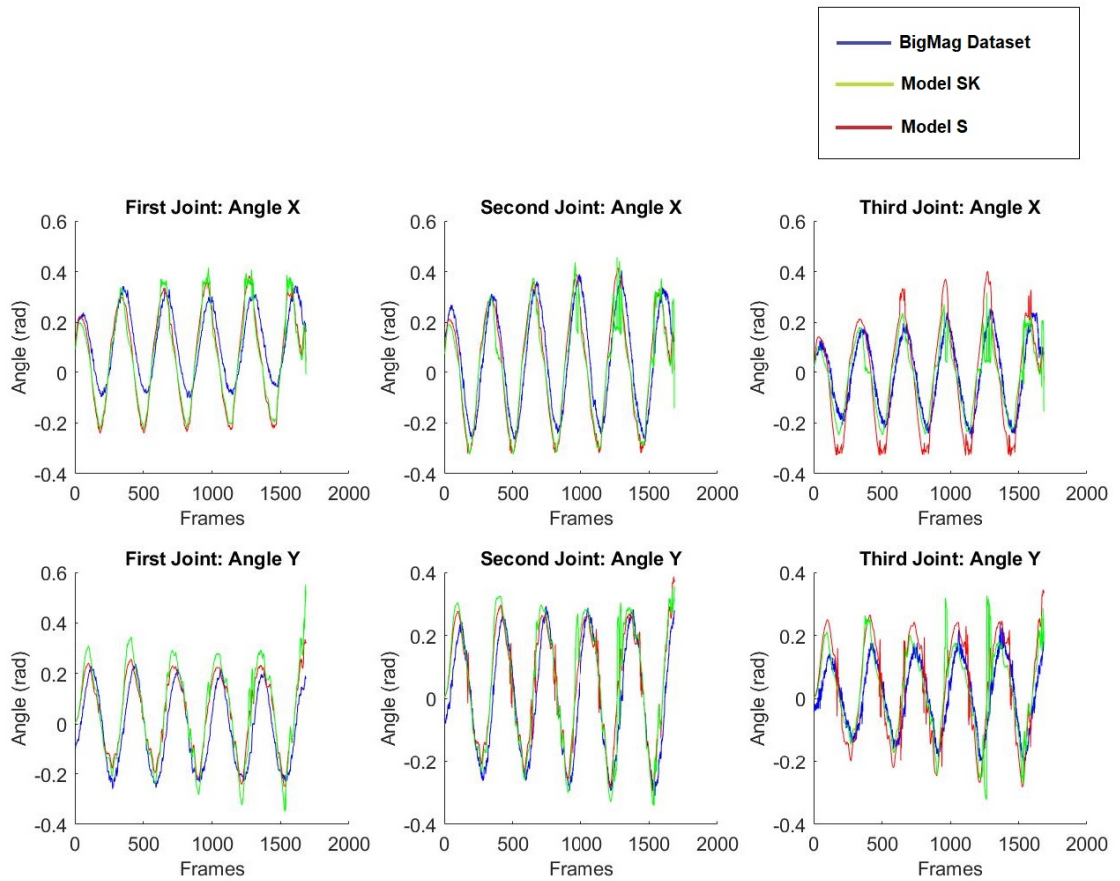 BigMag Dataset
Model SK
Model S
First Joint: Angle X
Second Joint: Angle X
Third Joint: Angle X
0.6
0.4
0.2
0
-0.2
-0.4
Angle (rad)
0 500 1000 1500 2000
Frames
0.6
0.4
0.2
0
-0.2
-0.4
Angle (rad)
0 500 1000 1500 2000
Frames
0.6
0.4
0.2
0
-0.2
-0.4
Angle (rad)
0 500 1000 1500 2000
Frames
First Joint: Angle Y
Second Joint: Angle Y
Third Joint: Angle Y
0.6
0.4
0.2
0
-0.2
-0.4
Angle (rad)
0 500 1000 1500 2000
Frames
0.4
0.2
0
-0.2
-0.4
Angle (rad)
0 500 1000 1500 2000
Frames
0.4
0.2
0
-0.2
-0.4
Angle (rad)
0 500 1000 1500 2000
Frames